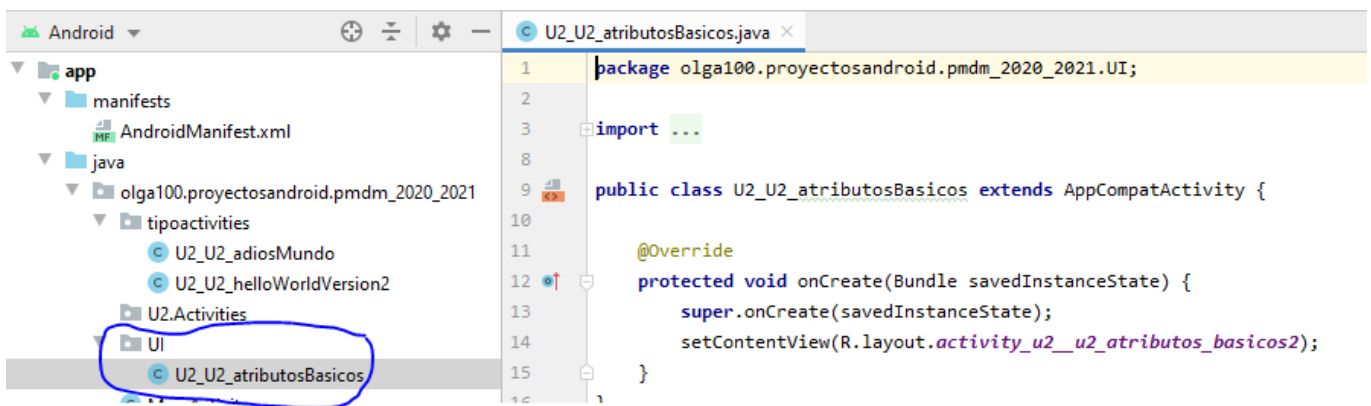 Android
app
manifests
MF AndroidManifest.xml
java
olga100.proyectosandroid.pmdm_2020_2021
tipoactivities
C U2_U2_adiosMundo
C U2_U2_helloWorldVersion2
U2.Activities
UI
C U2_U2_atributosBasicos
C U2_U2_atributosBasicos.java ×
1 package olga100.proyectosandroid.pmdm_2020_2021.UI;
2
3 import ...
8
9 public class U2_U2_atributosBasicos extends AppCompatActivity {
10
11 @Override
12 protected void onCreate(Bundle savedInstanceState) {
13 super.onCreate(savedInstanceState);
14 setContentView(R.layout.activity_u2__u2_atributos_basicos2);
15 }